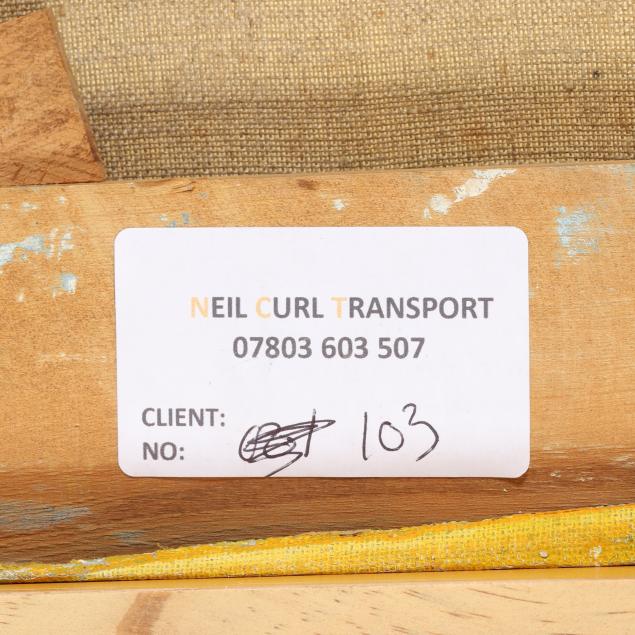 NEIL CURL TRANSPORT
07803 603 507
CLIENT:
NO: 103